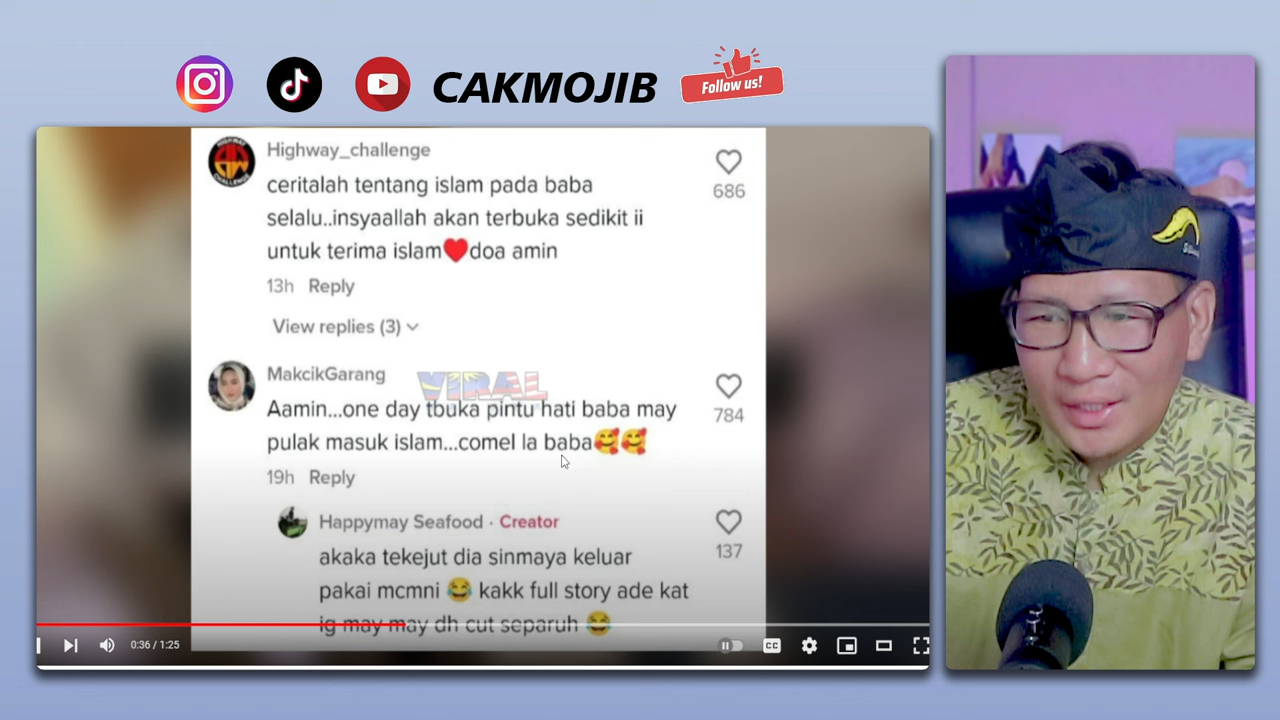 CAKMOJIB
Follow us!
Highway_challenge
ceritalah tentang islam pada baba
selalu..insyaallah akan terbuka sedikit ii
untuk terima islam❤️doa amin
686
13h Reply
View replies (3)
MakcikGarang
VIRAL
Aamin...one day tbuka pintu hati baba may
pulak masuk islam...comel la baba🥰🥰
784
19h Reply
Happymay Seafood · Creator
akaka tekejut dia sinmaya keluar
pakai mcmni 😂 kakk full story ade kat
ig may may dh cut separuh 😂
137
0:36 / 1:25
CC